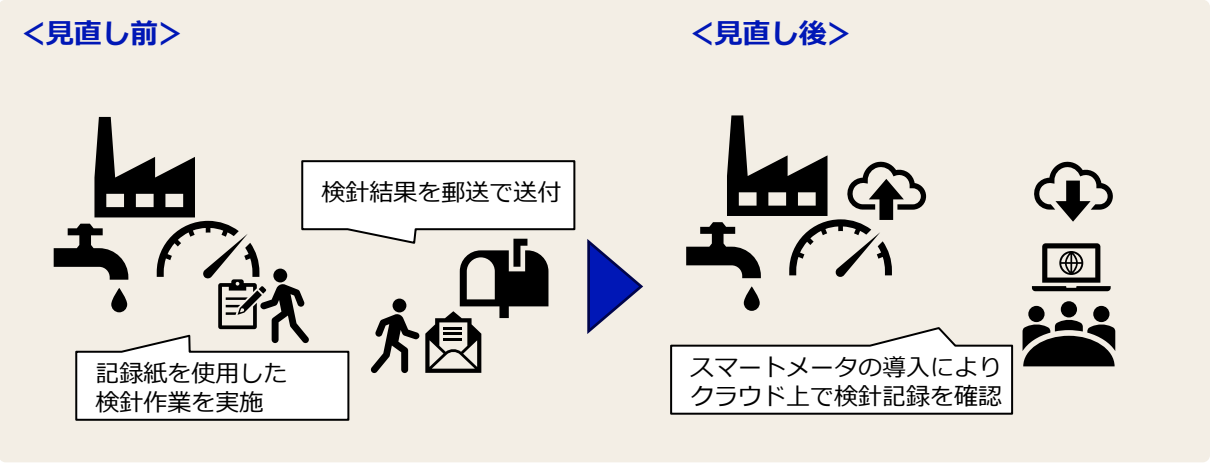 <見直し前>
検針結果を郵送で送付
記録紙を使用した
検針作業を実施
<見直し後>
スマートメータの導入により
クラウド上で検針記録を確認